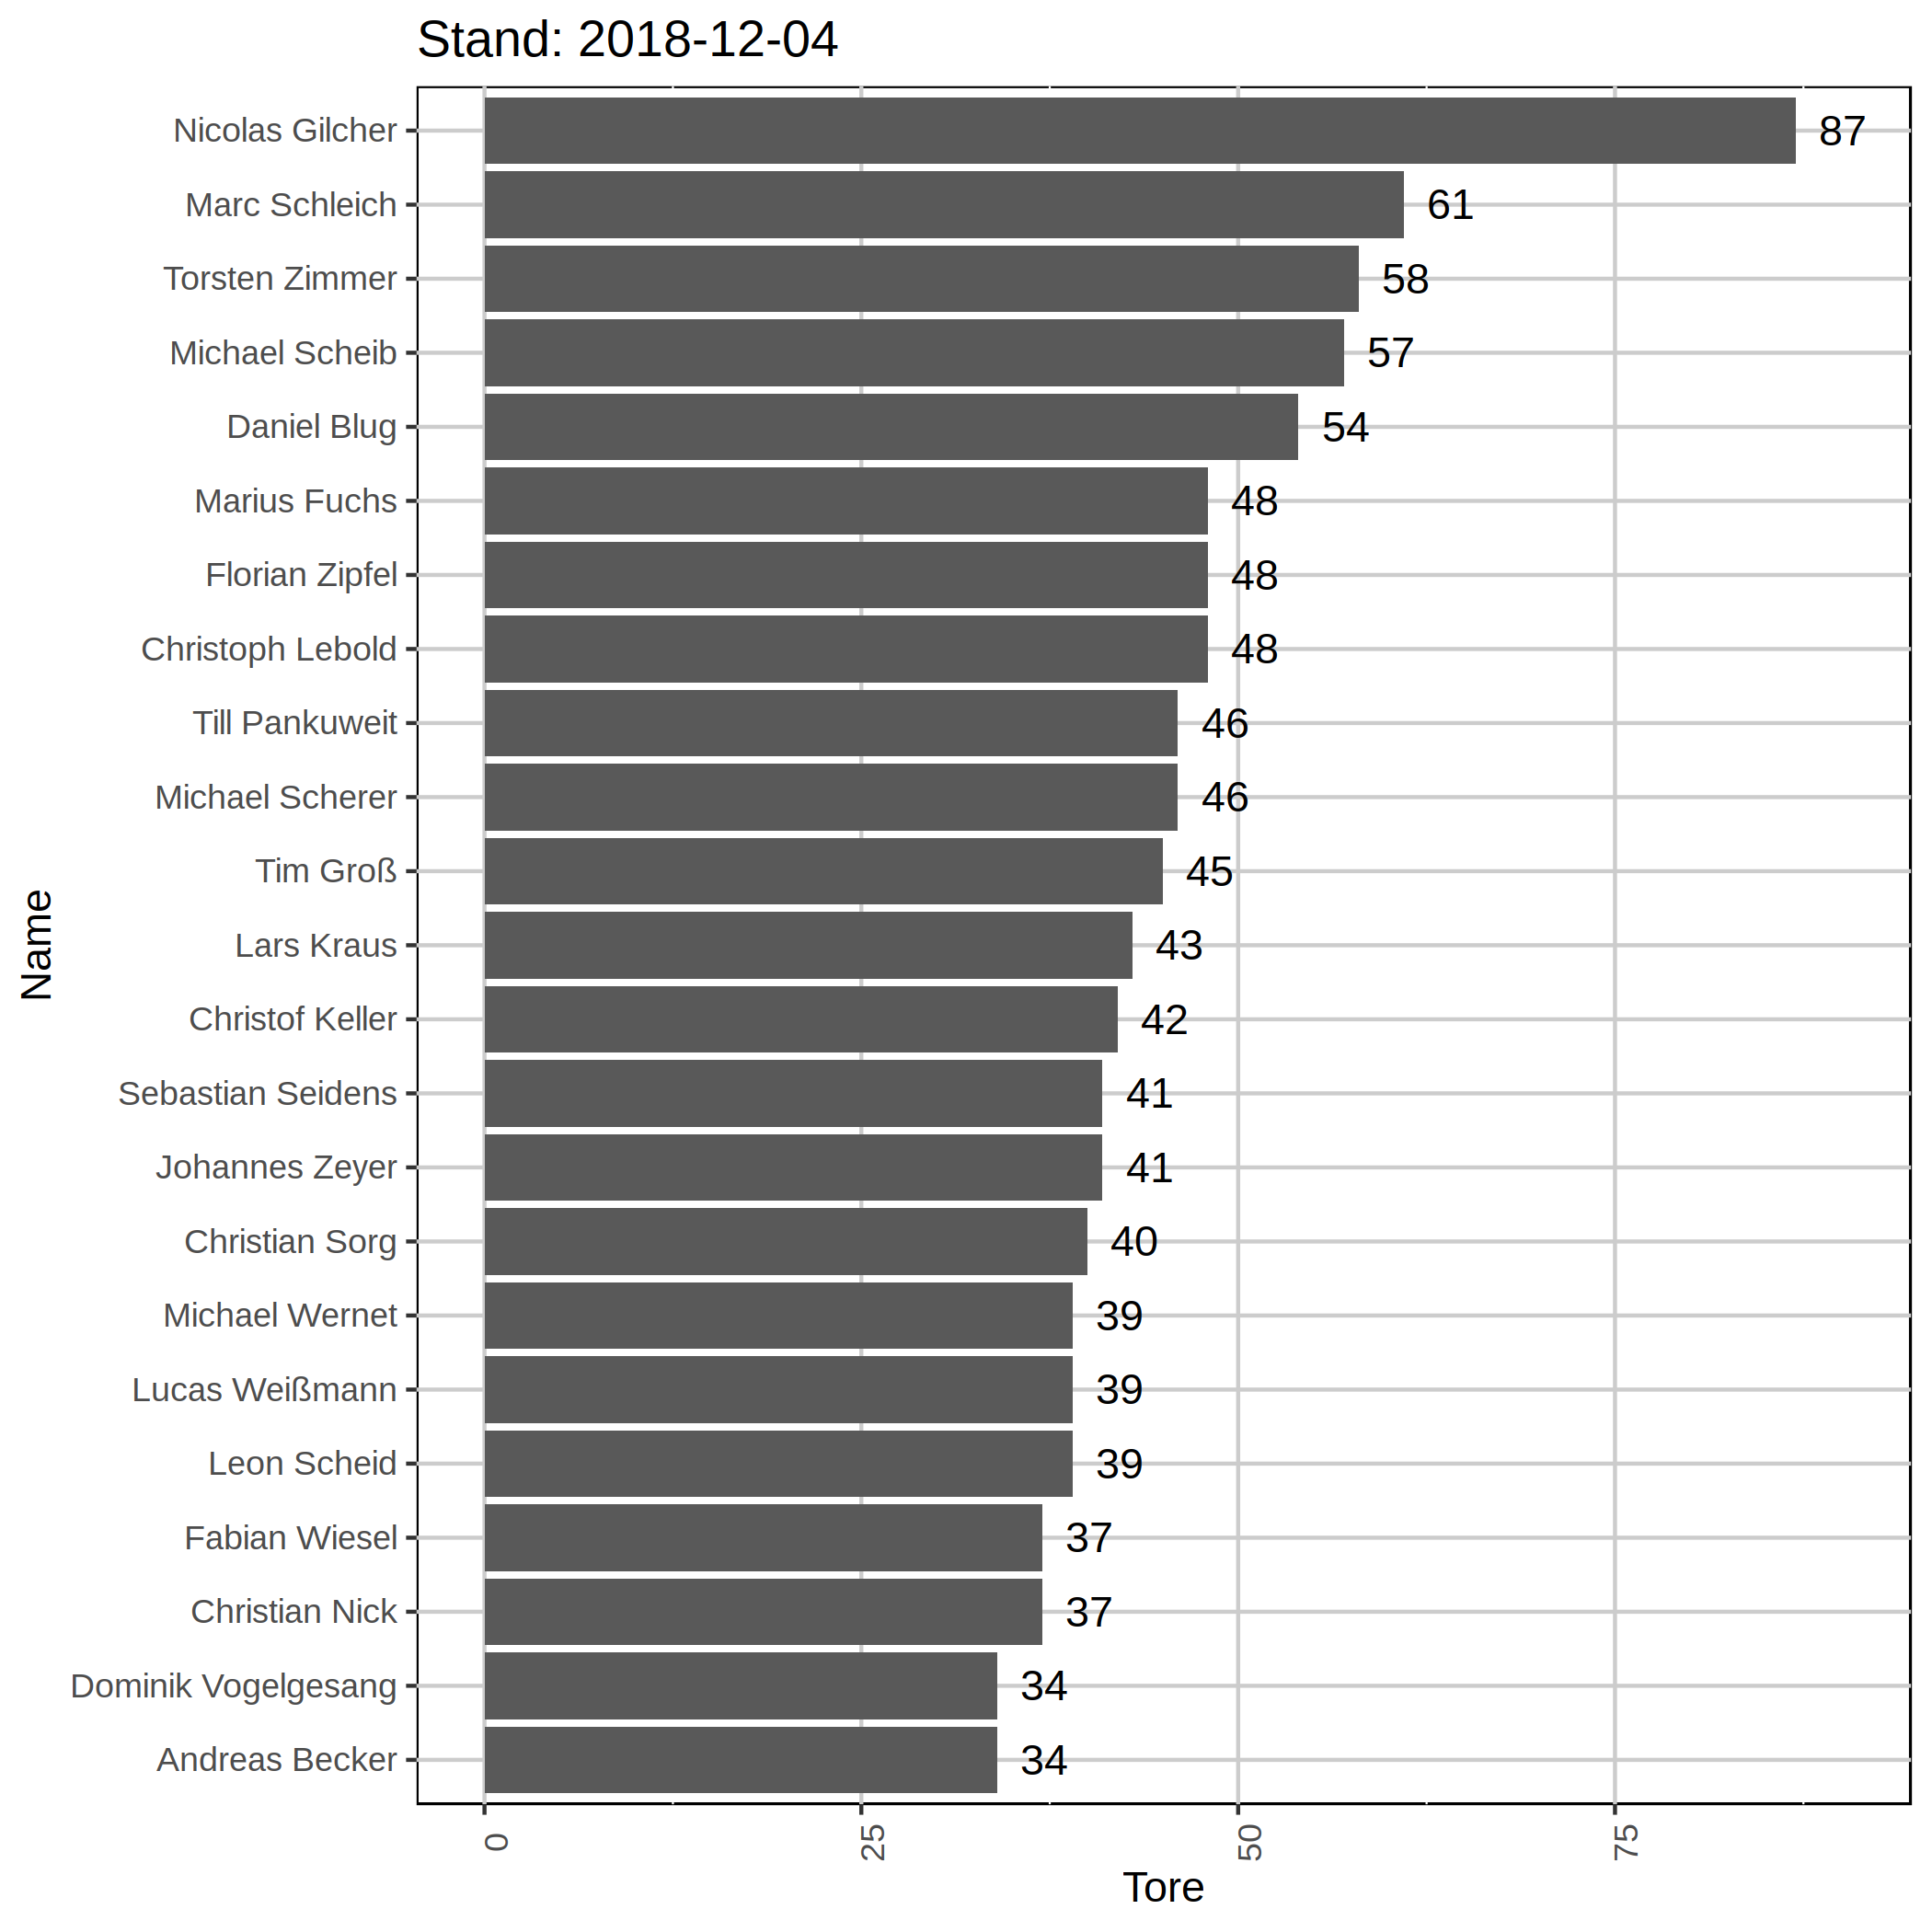 Stand: 2018-12-04
Nicolas Gilcher 87
Marc Schleich 61
Torsten Zimmer 58
Michael Scheib 57
Daniel Blug 54
Marius Fuchs 48
Florian Zipfel 48
Christoph Lebold 48
Till Pankuweit 46
Michael Scherer 46
Tim Groß 45
Lars Kraus 43
Christof Keller 42
Sebastian Seidens 41
Johannes Zeyer 41
Christian Sorg 40
Michael Wernet 39
Lucas Weißmann 39
Leon Scheid 39
Fabian Wiesel 37
Christian Nick 37
Dominik Vogelgesang 34
Andreas Becker 34
Name
0 25 50 75
Tore